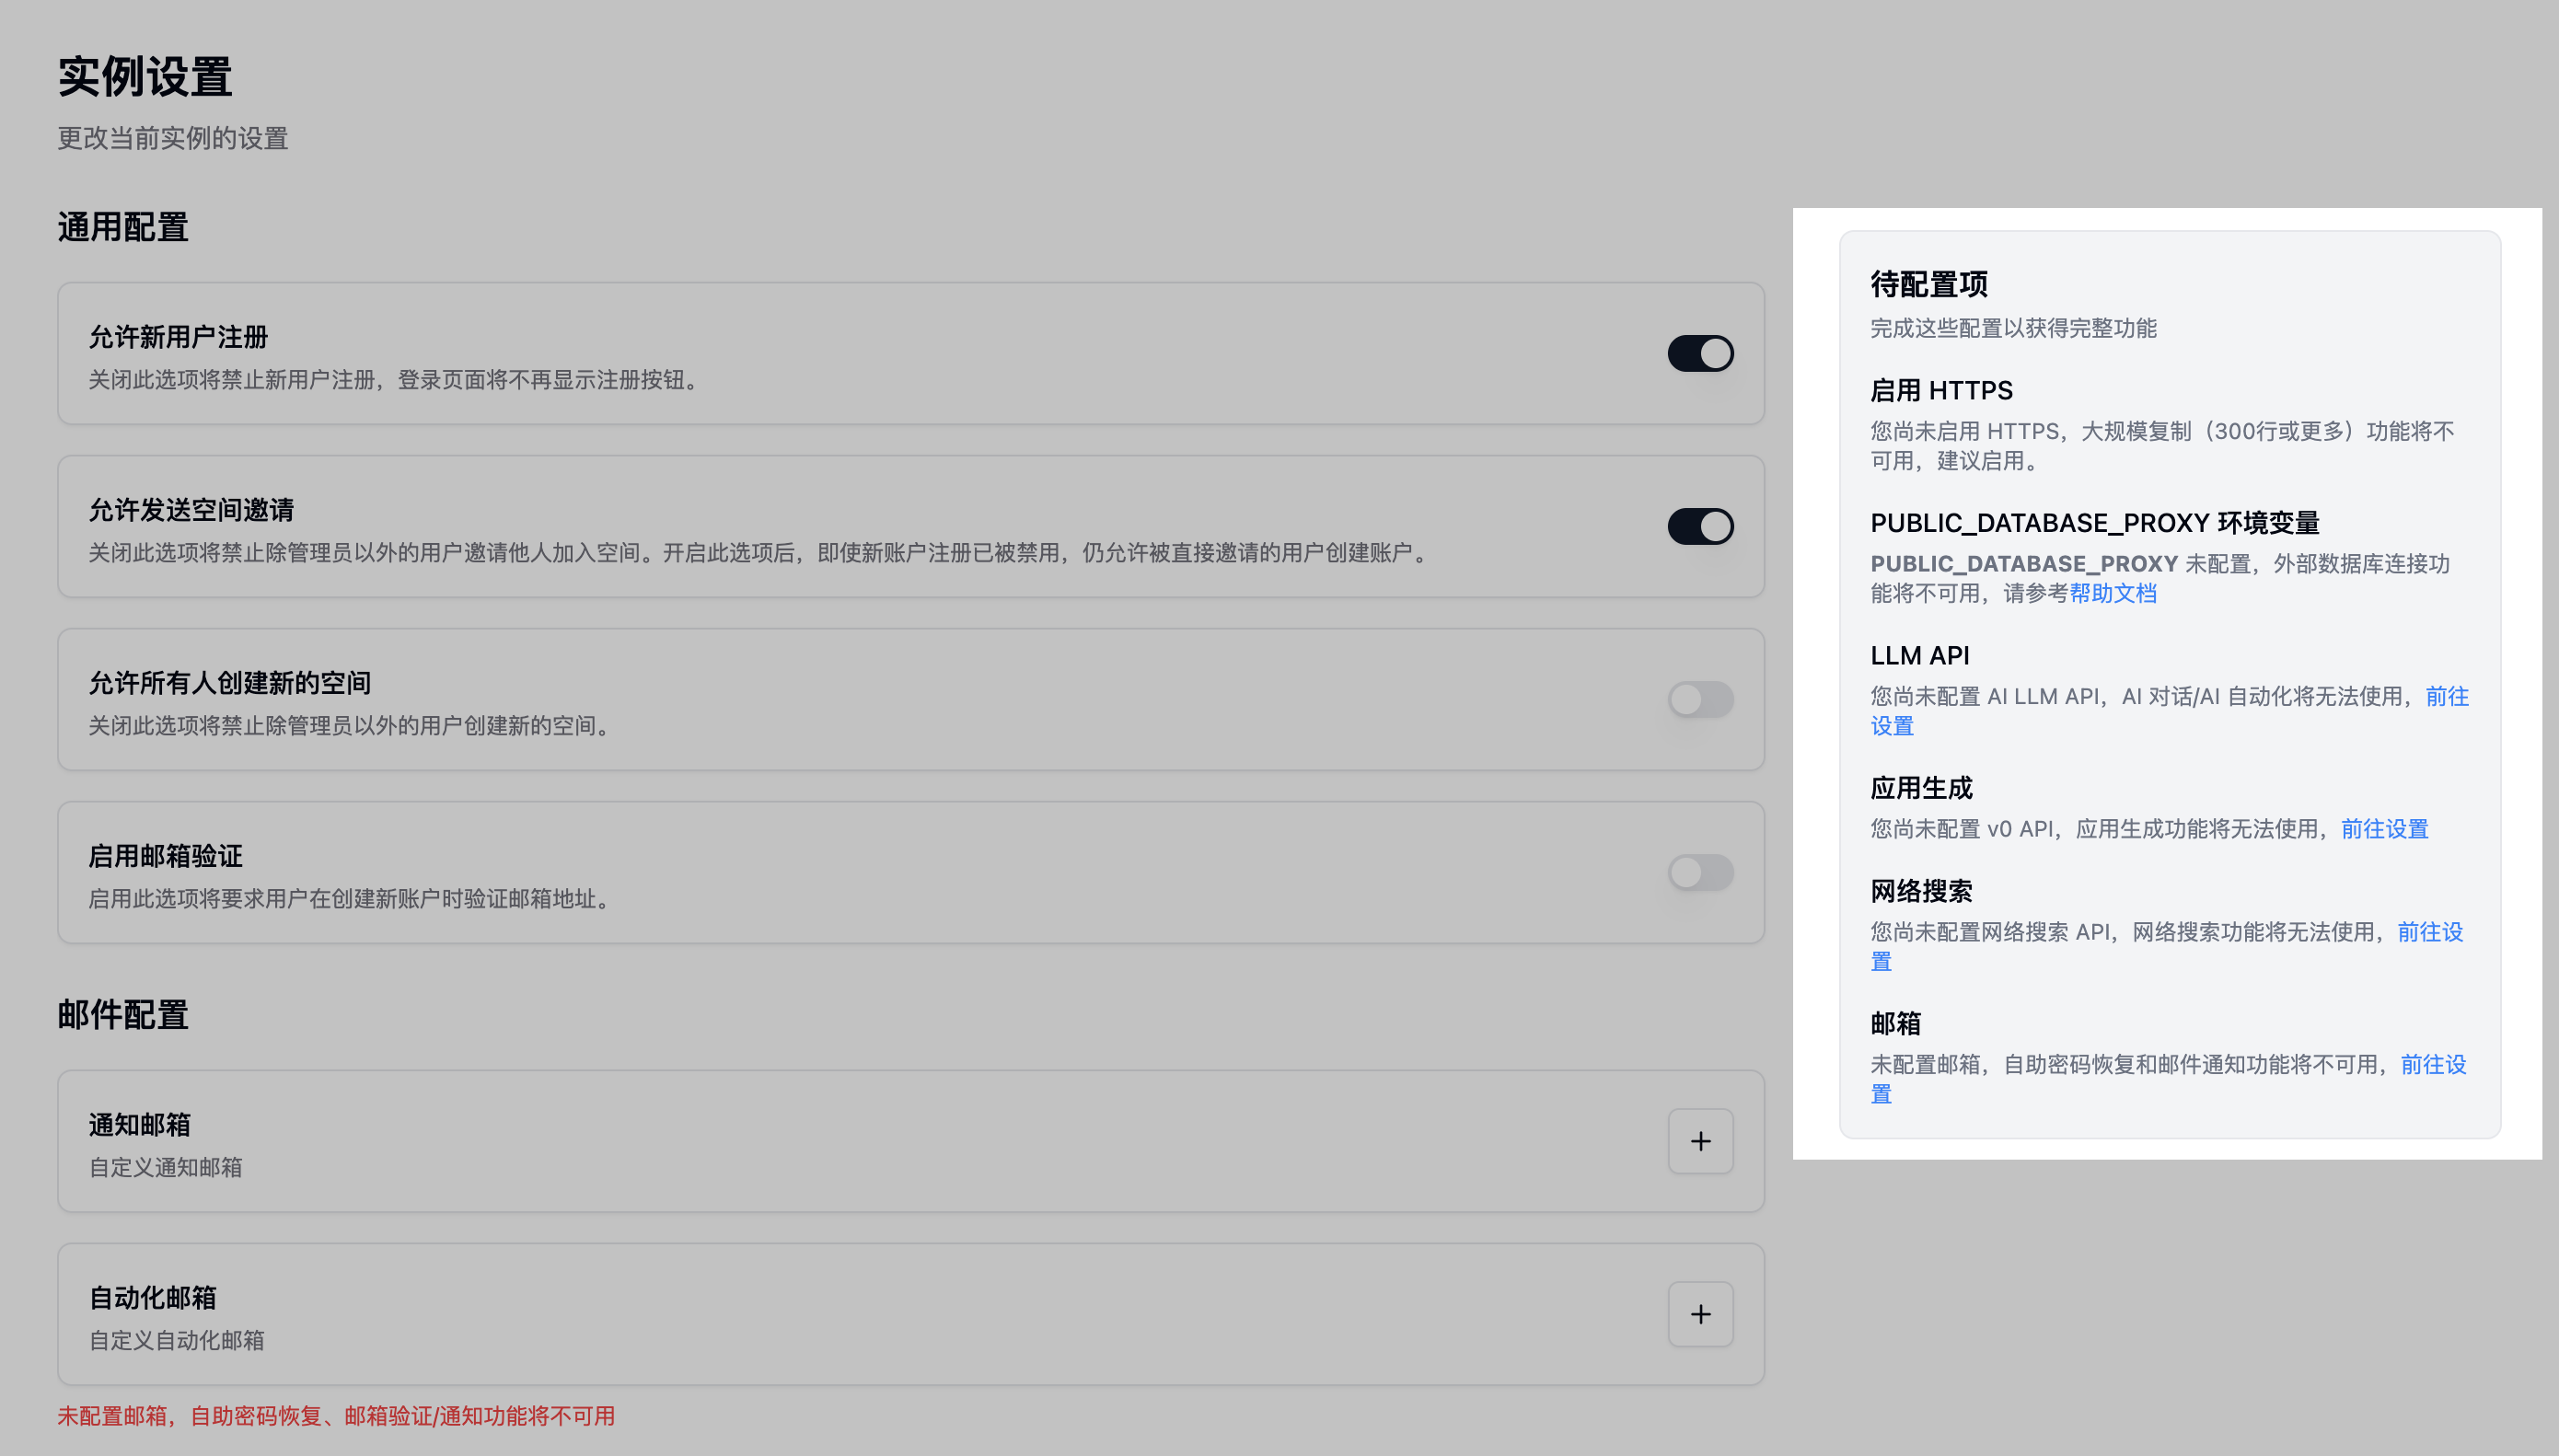 实例设置
更改当前实例的设置
通用配置
允许新用户注册
关闭此选项将禁止新用户注册，登录页面将不再显示注册按钮。
允许发送空间邀请
关闭此选项将禁止除管理员以外的用户邀请他人加入空间。开启此选项后，即使新账户注册已被禁用，仍允许被直接邀请的用户创建账户。
允许所有人创建新的空间
关闭此选项将禁止除管理员以外的用户创建新的空间。
启用邮箱验证
启用此选项将要求用户在创建新账户时验证邮箱地址。
邮件配置
通知邮箱
自定义通知邮箱
自动化邮箱
自定义自动化邮箱
未配置邮箱，自助密码恢复、邮箱验证/通知功能将不可用
待配置项
完成这些配置以获得完整功能
启用 HTTPS
您尚未启用 HTTPS，大规模复制（300行或更多）功能将不
可用，建议启用。
PUBLIC_DATABASE_PROXY 环境变量
PUBLIC_DATABASE_PROXY 未配置，外部数据库连接功
能将不可用，请参考帮助文档
LLM API
您尚未配置 AI LLM API，AI 对话/AI 自动化将无法使用，前往
设置
应用生成
您尚未配置 v0 API，应用生成功能将无法使用，前往设置
网络搜索
您尚未配置网络搜索 API，网络搜索功能将无法使用，前往设
置
邮箱
未配置邮箱，自助密码恢复和邮件通知功能将不可用，前往设
置